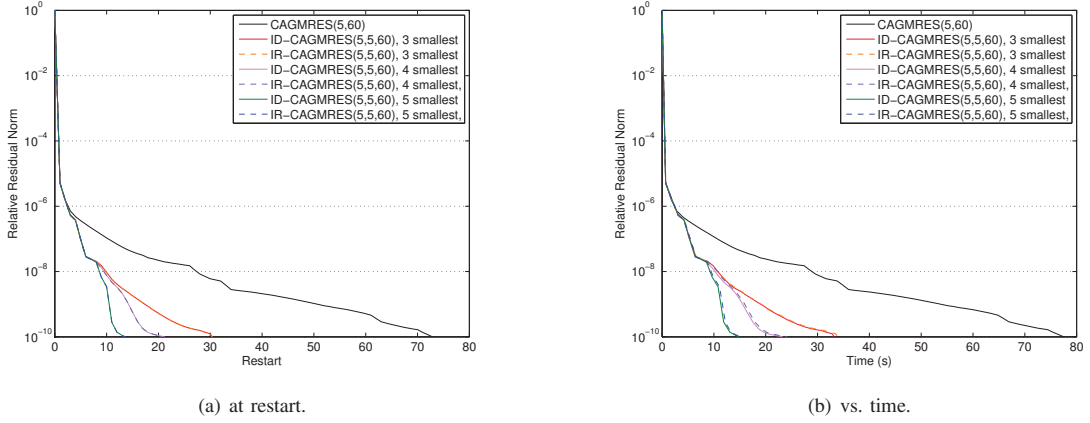 10^0
10^-2
10^-4
10^-6
10^-8
10^-10
Relative Residual Norm
CAGMRES(5,60)
ID−CAGMRES(5,5,60), 3 smallest
IR−CAGMRES(5,5,60), 3 smallest
ID−CAGMRES(5,5,60), 4 smallest
IR−CAGMRES(5,5,60), 4 smallest,
ID−CAGMRES(5,5,60), 5 smallest
IR−CAGMRES(5,5,60), 5 smallest,
0 10 20 30 40 50 60 70 80
Restart
(a) at restart.
10^0
10^-2
10^-4
10^-6
10^-8
10^-10
Relative Residual Norm
CAGMRES(5,60)
ID−CAGMRES(5,5,60), 3 smallest
IR−CAGMRES(5,5,60), 3 smallest
ID−CAGMRES(5,5,60), 4 smallest
IR−CAGMRES(5,5,60), 4 smallest,
ID−CAGMRES(5,5,60), 5 smallest
IR−CAGMRES(5,5,60), 5 smallest,
0 10 20 30 40 50 60 70 80
Time (s)
(b) vs. time.